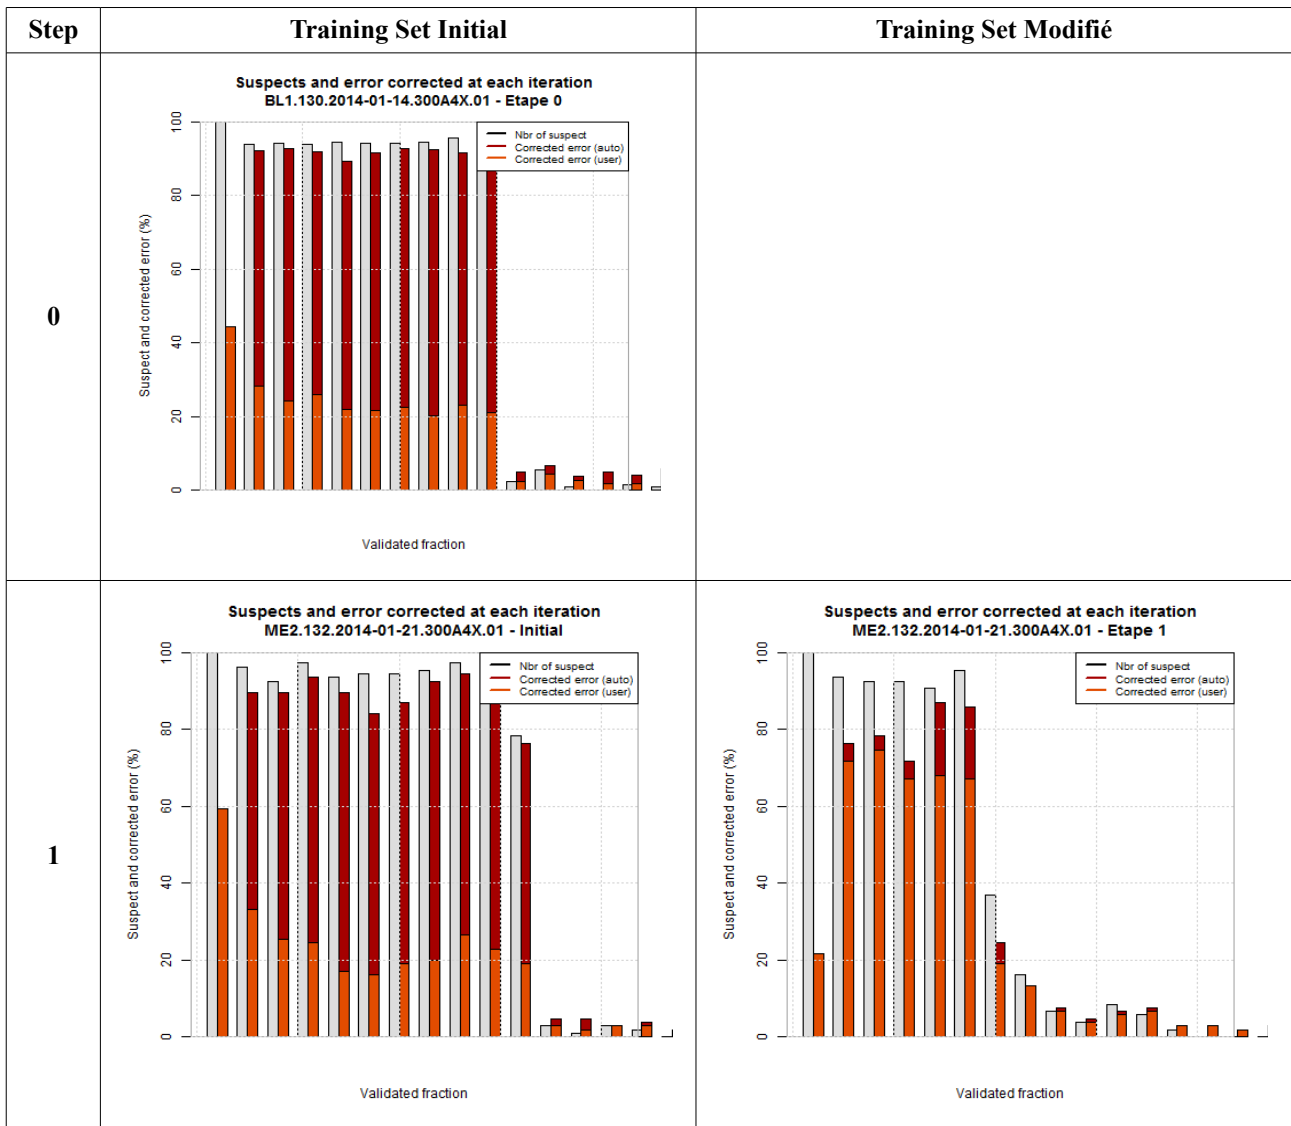 Step Training Set Initial Training Set Modifié
0
Suspects and error corrected at each iteration
BL1.130.2014-01-14.300A4X.01 - Etape 0
Nbr of suspect
Corrected error (auto)
Corrected error (user)
Suspect and corrected error (%)
100
80
60
40
20
0
Validated fraction
1
Suspects and error corrected at each iteration
ME2.132.2014-01-21.300A4X.01 - Initial
Nbr of suspect
Corrected error (auto)
Corrected error (user)
Suspect and corrected error (%)
100
80
60
40
20
0
Validated fraction
Suspects and error corrected at each iteration
ME2.132.2014-01-21.300A4X.01 - Etape 1
Nbr of suspect
Corrected error (auto)
Corrected error (user)
Suspect and corrected error (%)
100
80
60
40
20
0
Validated fraction